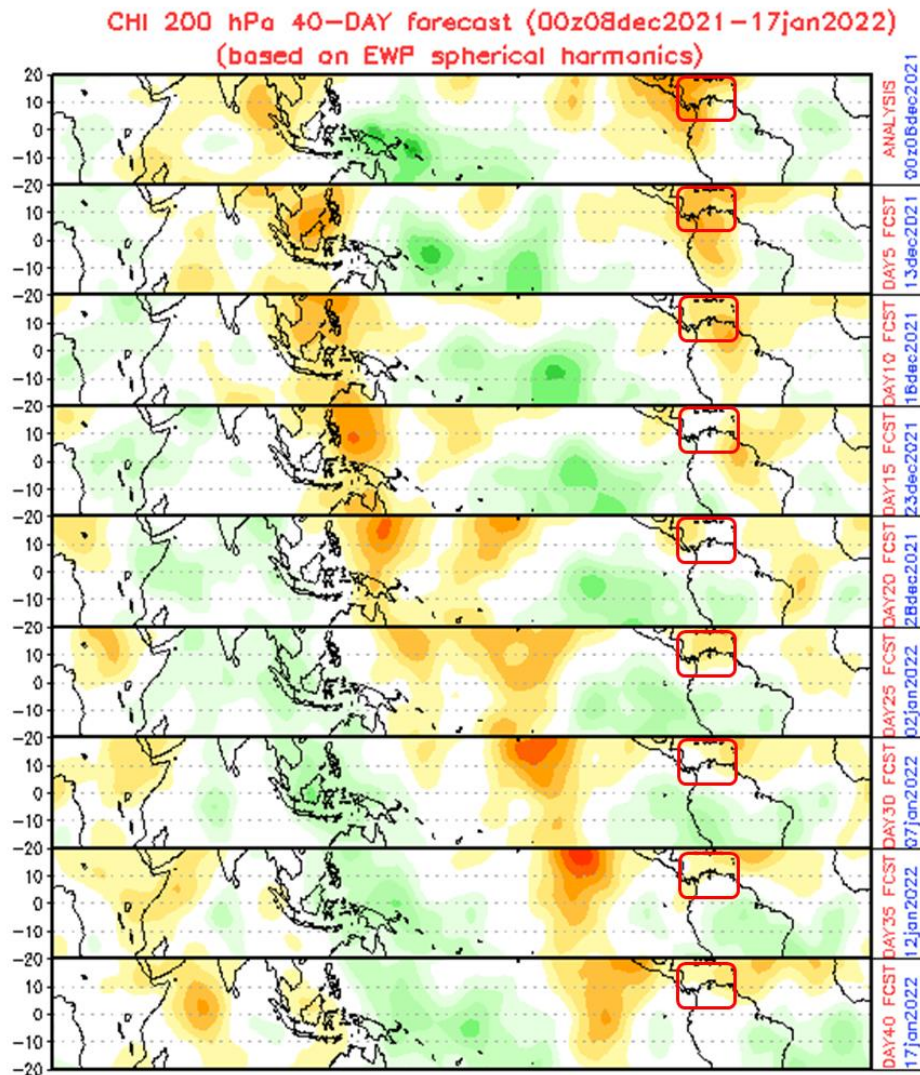 CHI 200 hPa 40-DAY forecast (00z08dec2021-17jan2022)
(based on EWP spherical harmonics)
20
10
0
-10
-20
ANALYSIS
00z08dec2021
10
0
-10
-20
DAY5 FCST
13dec2021
10
0
-10
-20
DAY10 FCST
18dec2021
10
0
-10
-20
DAY15 FCST
23dec2021
10
0
-10
-20
DAY20 FCST
28dec2021
10
0
-10
-20
DAY25 FCST
02jan2022
10
0
-10
-20
DAY30 FCST
07jan2022
10
0
-10
-20
DAY35 FCST
12jan2022
10
0
-10
-20
DAY40 FCST
17jan2022